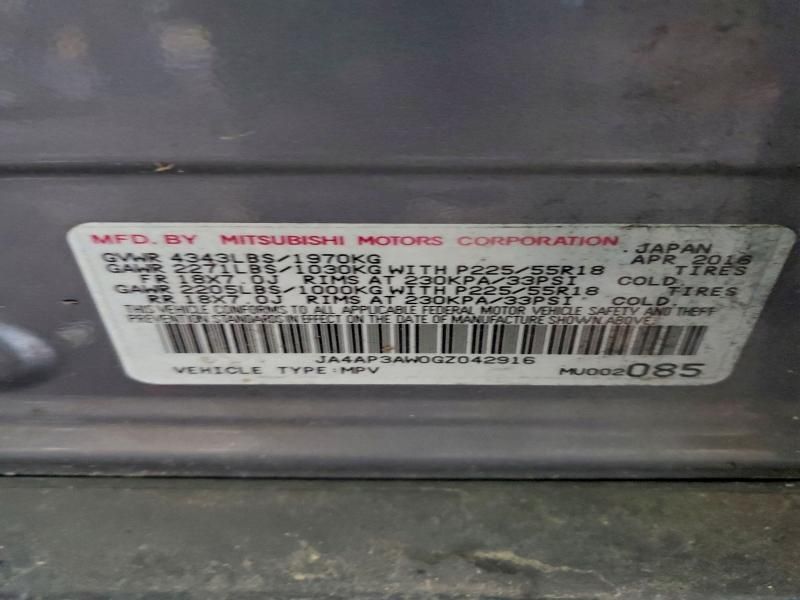 MFD. BY MITSUBISHI MOTORS CORPORATION JAPAN
GVWR 4343LBS/1970KG APR 2016
GAWR 2271LBS/1030KG WITH P225/55R18 TIRES
FR 18X7.0J RIMS AT 230KPA/33PSI COLD.
GAWR 2205LBS/1000KG WITH P225/55R18 TIRES
RR 18X7.0J RIMS AT 230KPA/33PSI COLD.
THIS VEHICLE CONFORMS TO ALL APPLICABLE FEDERAL MOTOR VEHICLE SAFETY AND THEFT
PREVENTION STANDARDS IN EFFECT ON THE DATE OF MANUFACTURE SHOWN ABOVE.
JA4AP3AW0GZ042916
VEHICLE TYPE:MPV MU002085